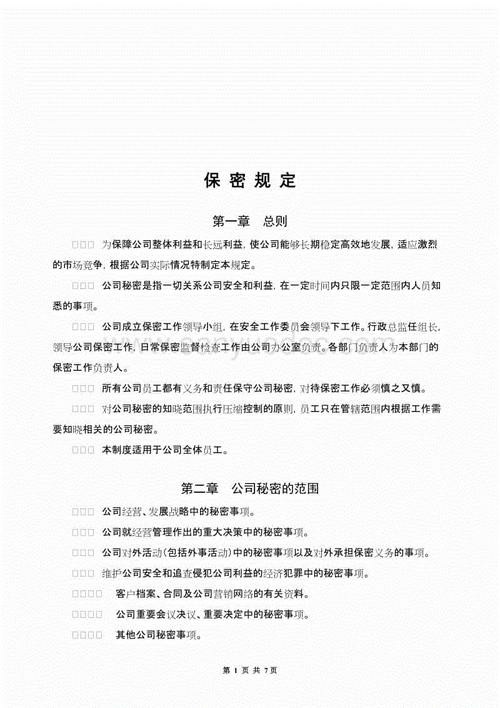 保 密 规 定
第一章 总则
□□□ 为保障公司整体利益和长远利益，使公司能够长期稳定高效地发展，适应激烈
的市场竞争，根据公司实际情况特制定本规定。
□□□ 公司秘密是指一切关系公司安全和利益，在一定时间内只限一定范围内人员知
悉的事项。
□□□ 公司成立保密工作领导小组，在安全工作委员会领导下工作。行政总监任组长，
领导公司保密工作，日常保密监督检查工作由公司办公室负责。各部门负责人为本部门的
保密工作负责人。
□□□ 所有公司员工都有义务和责任保守公司秘密，对待保密工作必须慎之又慎。
□□□ 对公司秘密的知晓范围执行压缩控制的原则，员工只在管辖范围内根据工作需
要知晓相关的公司秘密。
□□□ 本制度适用于公司全体员工。
第二章 公司秘密的范围
□□□ 公司经营、发展战略中的秘密事项。
□□□ 公司就经营管理作出的重大决策中的秘密事项。
□□□ 公司对外活动(包括外事活动)中的秘密事项以及对外承担保密义务的事项。
□□□ 维护公司安全和追查侵犯公司利益的经济犯罪中的秘密事项。
□□□□ 客户档案、合同及公司营销网络的有关资料。
□□□□ 公司重要会议决议、重要决定中的秘密事项。
□□□□ 其他公司秘密事项。
第 1 页 共 7 页